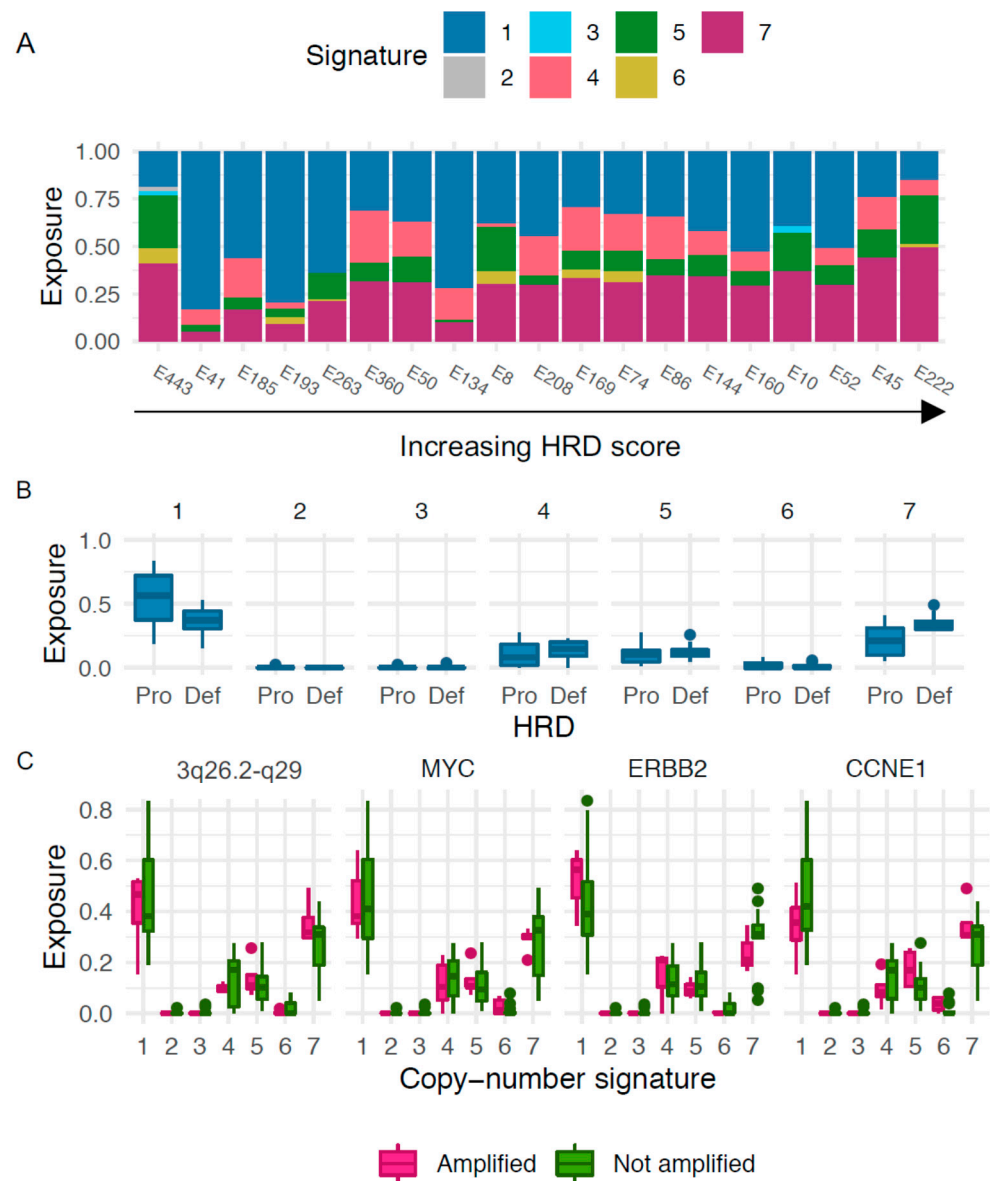 A
Signature
1 3 5 7
2 4 6
Exposure
1.00
0.75
0.50
0.25
0.00
E443 E41 E185 E193 E263 E360 E50 E134 E8 E208 E169 E74 E86 E144 E160 E10 E52 E45 E222
Increasing HRD score
B
1 2 3 4 5 6 7
Exposure
1.0
0.5
0.0
Pro Def Pro Def Pro Def Pro Def Pro Def Pro Def Pro Def
HRD
C
3q26.2-q29 MYC ERBB2 CCNE1
Exposure
0.8
0.6
0.4
0.2
0.0
1 2 3 4 5 6 7 1 2 3 4 5 6 7 1 2 3 4 5 6 7 1 2 3 4 5 6 7
Copy−number signature
Amplified Not amplified